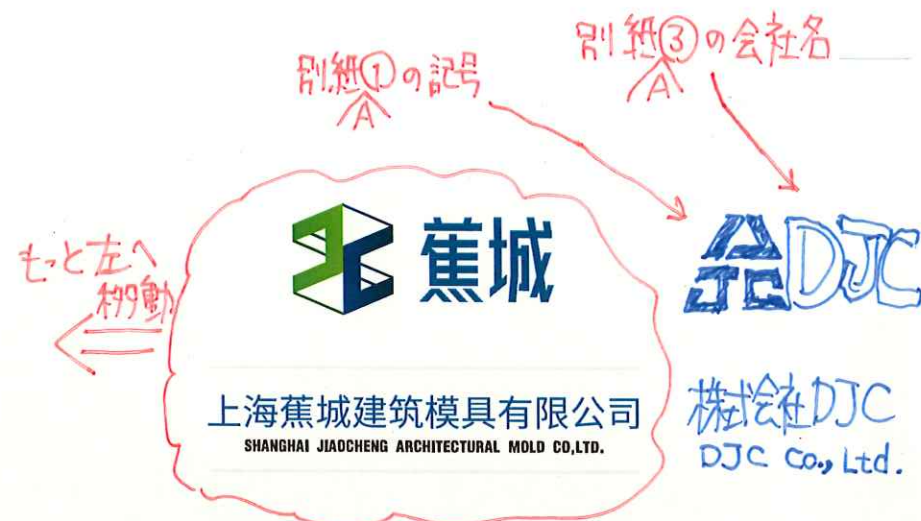 別紙③の会社名
A
別紙①の記号
A
もっと左へ
移動
蕉城
上海蕉城建筑模具有限公司
SHANGHAI JIAOCHENG ARCHITECTURAL MOLD CO,LTD.
JC DJC
株式会社DJC
DJC Co., Ltd.